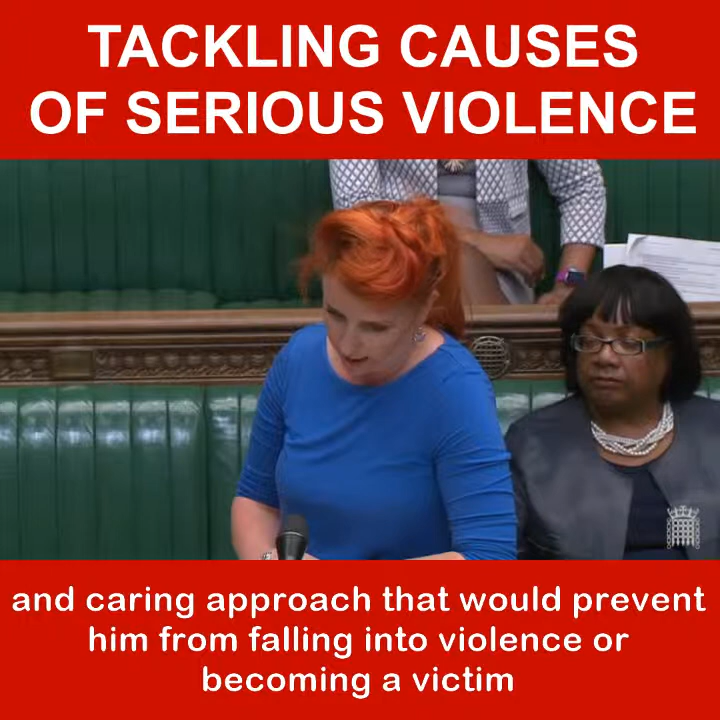 TACKLING CAUSES
OF SERIOUS VIOLENCE
and caring approach that would prevent
him from falling into violence or
becoming a victim